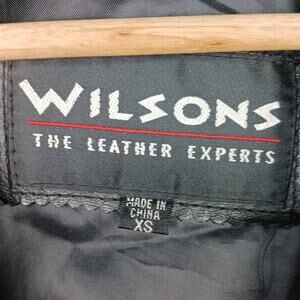 WILSONS
THE LEATHER EXPERTS
MADE IN
CHINA
XS